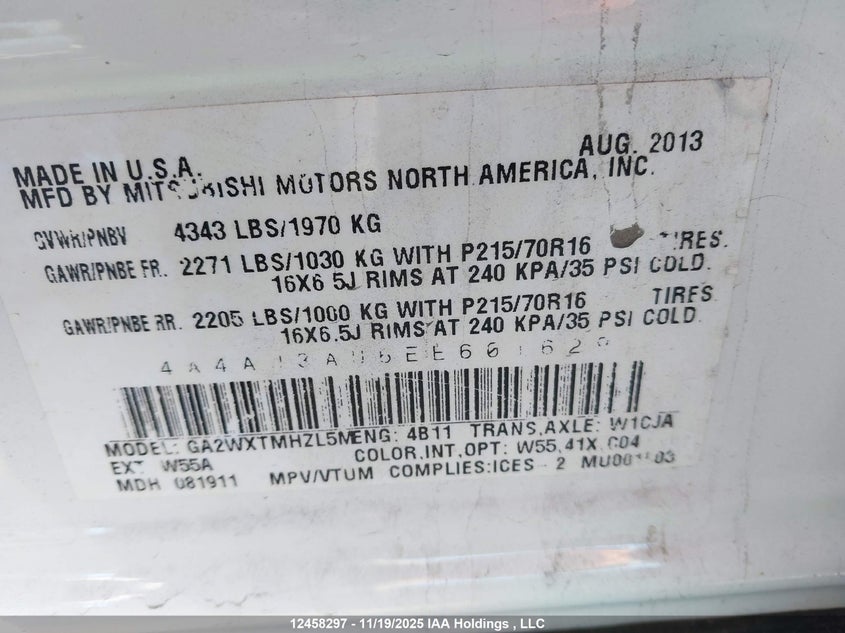 AUG. 2013
MADE IN U.S.A.
MFD BY MOTORS NORTH AMERICA, INC.
GVWR/PNBV 4343 LBS/1970 KG
GAWR/PNBE FR. 2271 LBS/1030 KG WITH P215/70R16
16X6 5J RIMS AT 240 KPA/35 PSI COLD.
GAWR/PNBE RR. 2205 LBS/1000 KG WITH P215/70R16 TIRES
16X6.5J RIMS AT 240 KPA/35 PSI COLD.
MODEL: GA2WXTMHZL5M ENG: 4B11 TRANS,AXLE: W1CJA
EXT W55A COLOR,INT,OPT: W55,41X, C04
MDH 081911 MPV/VTUM COMPLIES:ICES - 2
12458297 - 11/19/2025 IAA Holdings , LLC